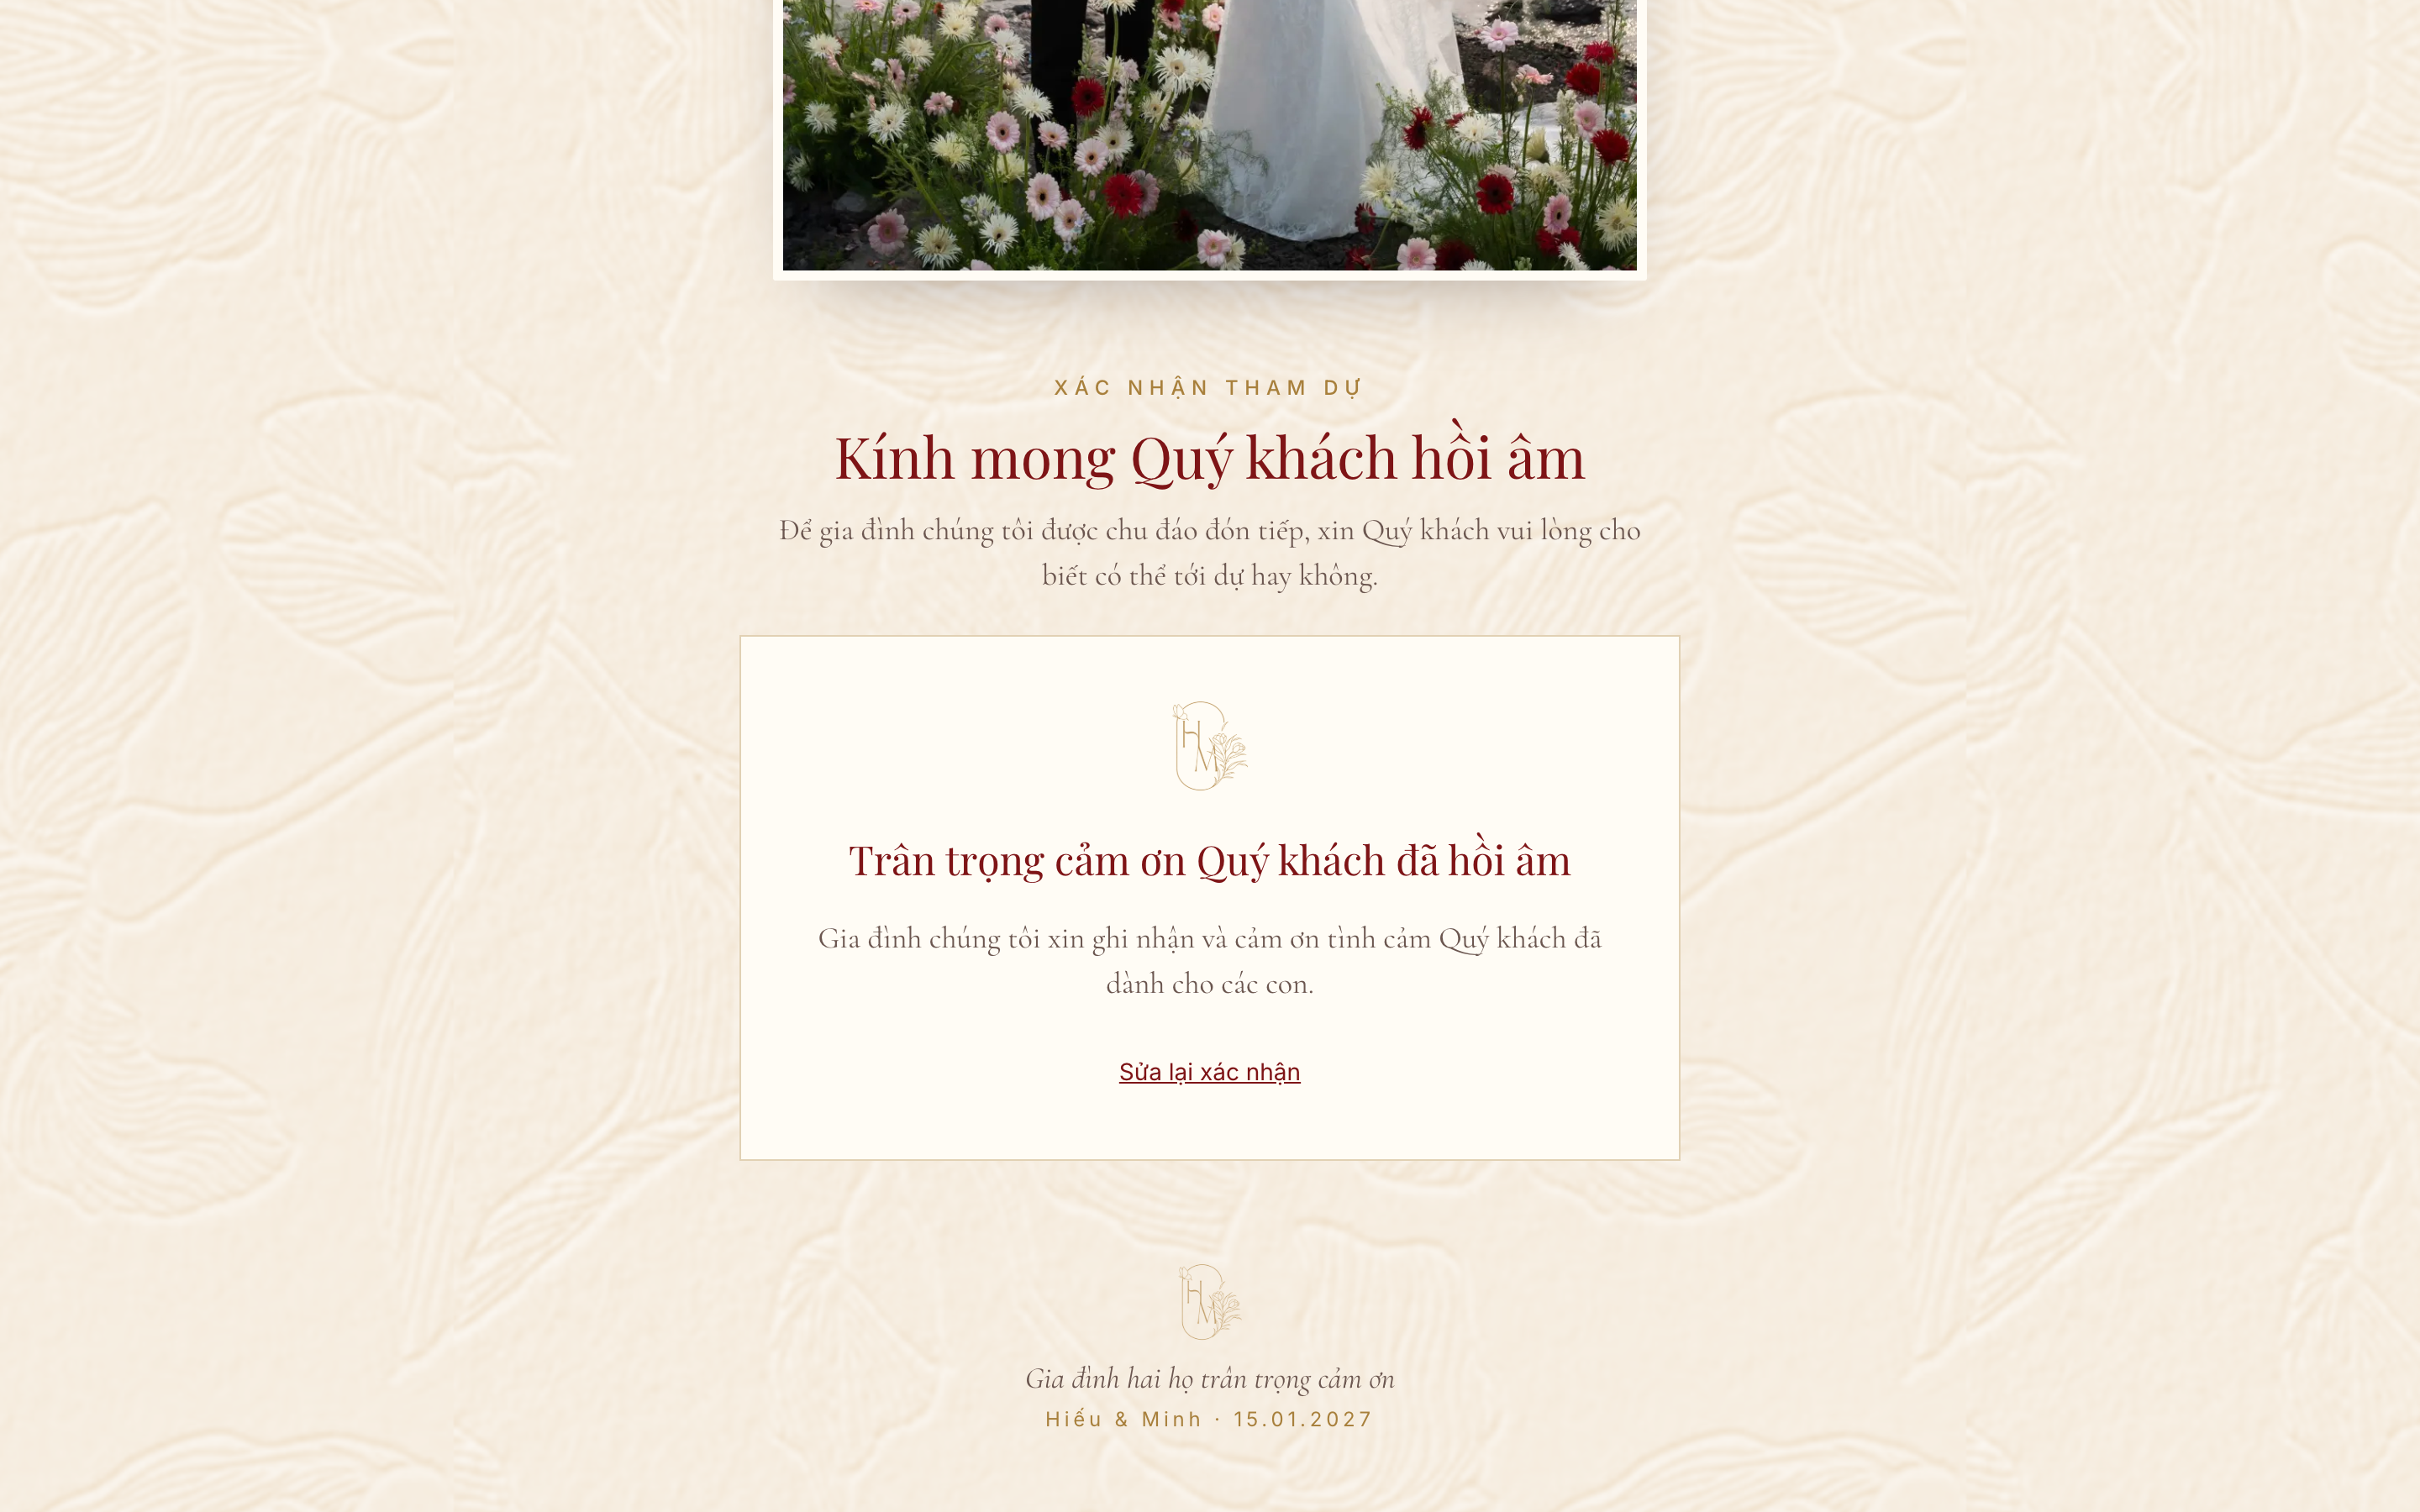 XÁC NHẬN THAM DỰ
Kính mong Quý khách hồi âm
Để gia đình chúng tôi được chu đáo đón tiếp, xin Quý khách vui lòng cho
biết có thể tới dự hay không.
HM
Trân trọng cảm ơn Quý khách đã hồi âm
Gia đình chúng tôi xin ghi nhận và cảm ơn tình cảm Quý khách đã
dành cho các con.
Sửa lại xác nhận
HM
Gia đình hai họ trân trọng cảm ơn
Hiếu & Minh · 15.01.2027